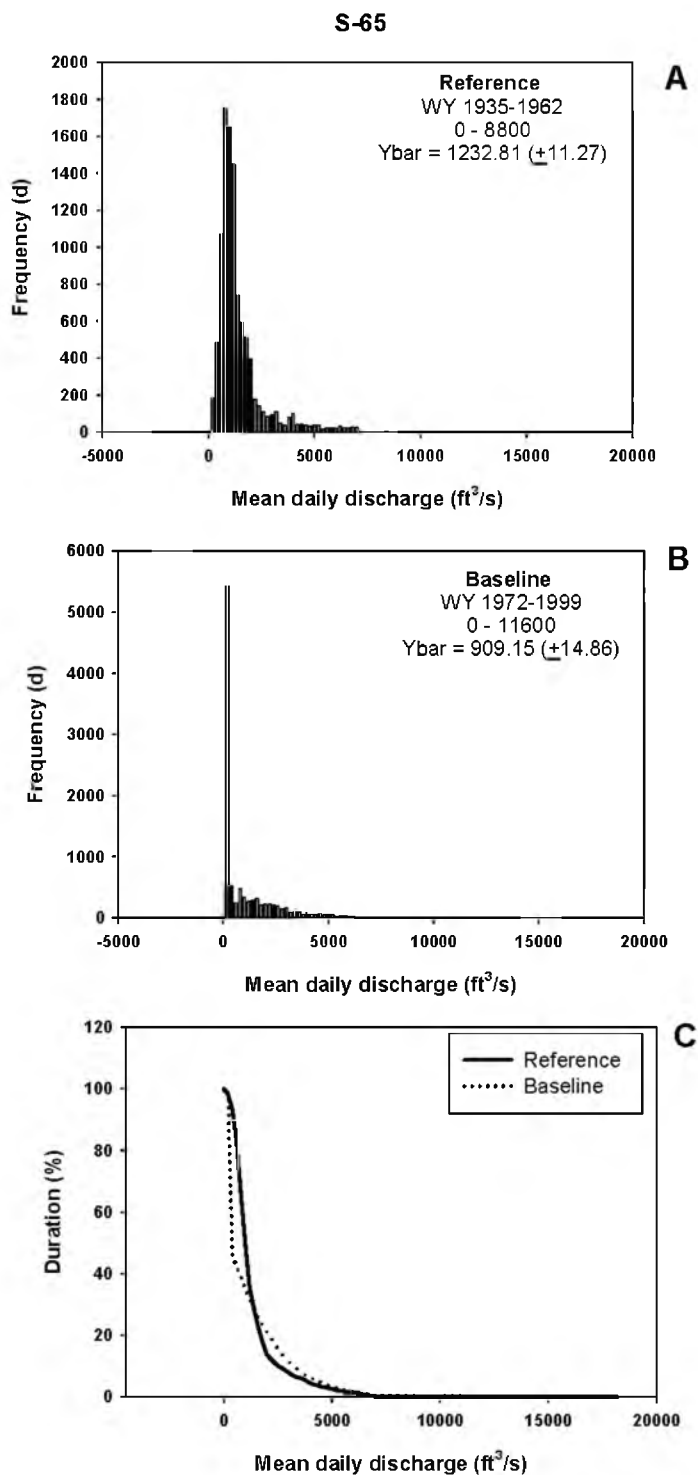 S-65
A
Reference
WY 1935-1962
0 - 8800
Ybar = 1232.81 (±11.27)
Frequency (d)
2000
1800
1600
1400
1200
1000
800
600
400
200
0
-5000 0 5000 10000 15000 20000
Mean daily discharge (ft³/s)
B
Baseline
WY 1972-1999
0 - 11600
Ybar = 909.15 (±14.86)
Frequency (d)
6000
5000
4000
3000
2000
1000
0
-5000 0 5000 10000 15000 20000
Mean daily discharge (ft³/s)
C
Reference
Baseline
Duration (%)
120
100
80
60
40
20
0
0 5000 10000 15000 20000
Mean daily discharge (ft³/s)